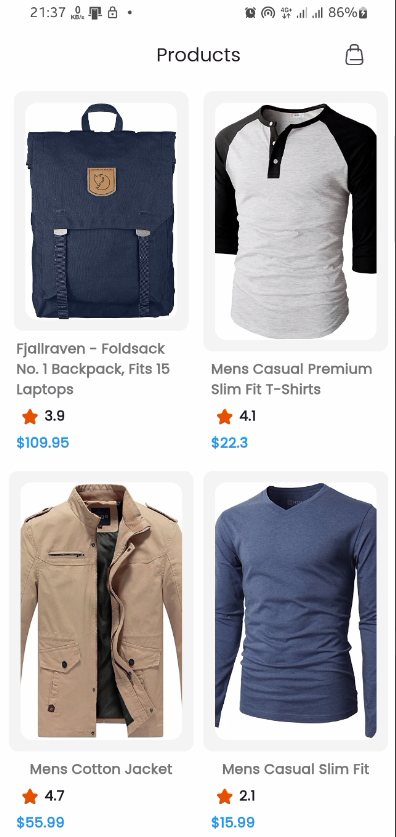 21:37 0 KB/s 4G+ 86%
Products
Fjallraven - Foldsack
No. 1 Backpack, Fits 15
Laptops
3.9
$109.95
Mens Casual Premium
Slim Fit T-Shirts
4.1
$22.3
Mens Cotton Jacket
4.7
$55.99
Mens Casual Slim Fit
2.1
$15.99